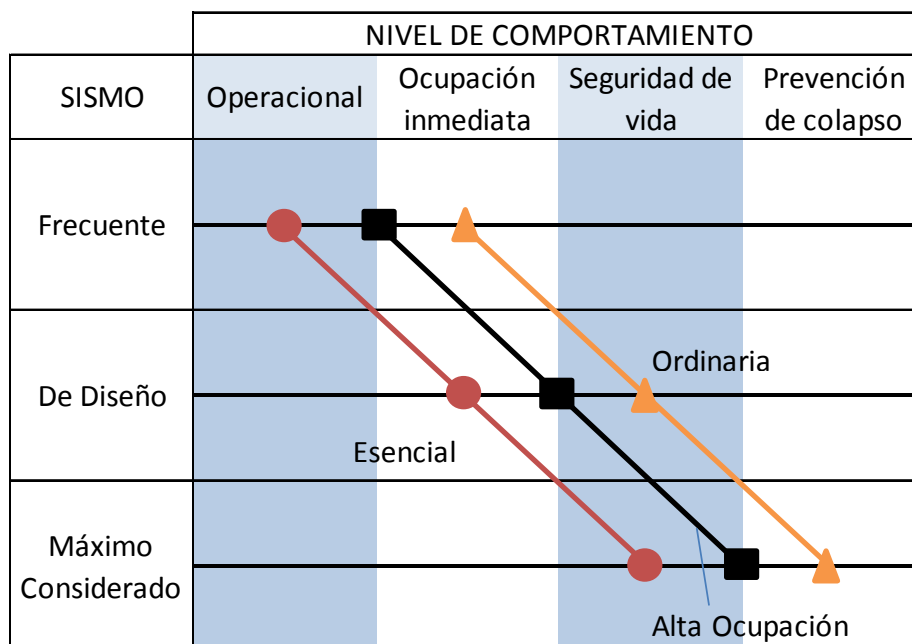 NIVEL DE COMPORTAMIENTO
SISMO
Operacional
Ocupación
inmediata
Seguridad de
vida
Prevención
de colapso
Frecuente
De Diseño
Ordinaria
Esencial
Máximo
Considerado
Alta Ocupación